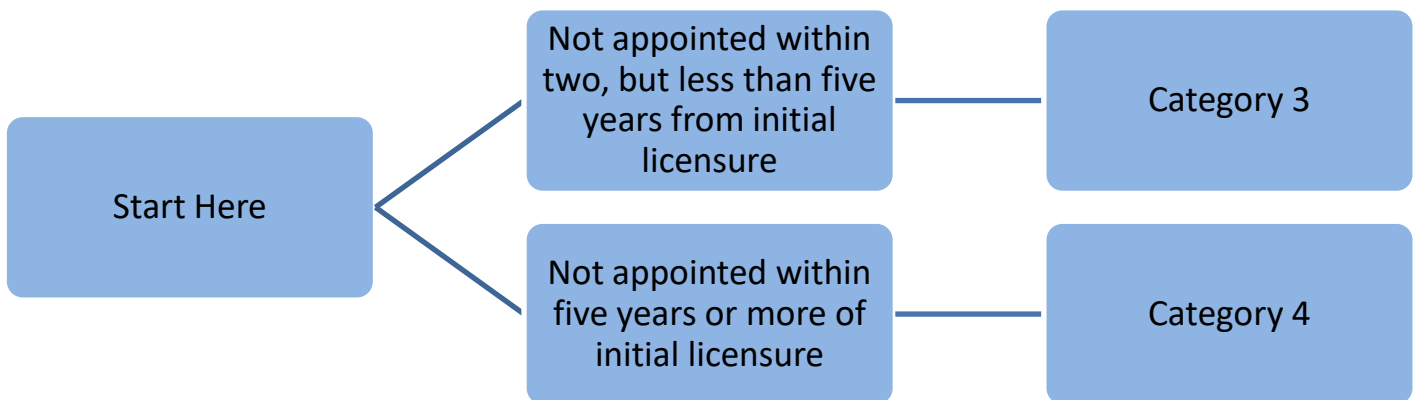 Start Here
Not appointed within
two, but less than five
years from initial
licensure
Category 3
Not appointed within
five years or more of
initial licensure
Category 4